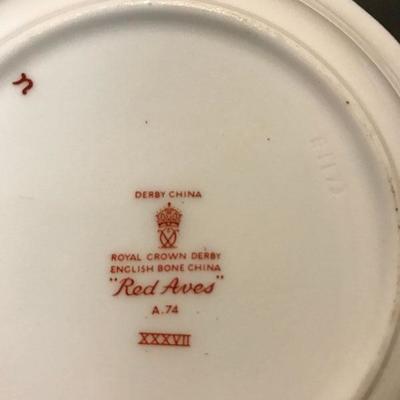 DERBY CHINA
ROYAL CROWN DERBY
ENGLISH BONE CHINA
"Red Aves"
A.74
XXXVII